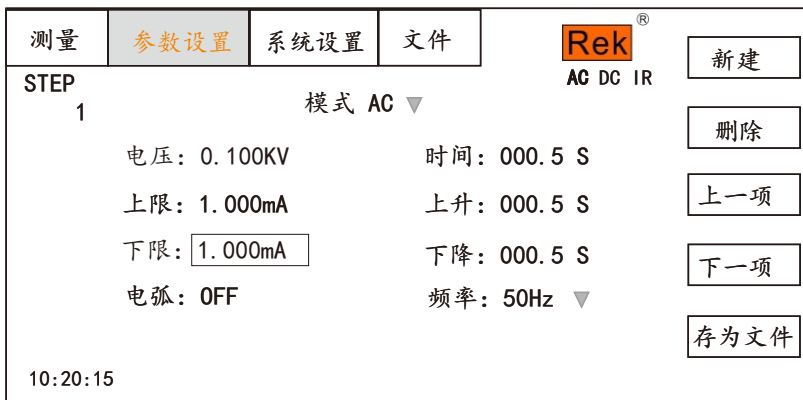 测量 参数设置 系统设置 文件 Rek®
AC DC IR
STEP
1
模式 AC ▼
电压: 0.100KV 时间: 000.5 S
上限: 1.000mA 上升: 000.5 S
下限: 1.000mA 下降: 000.5 S
电弧: OFF 频率: 50Hz ▼
10:20:15
新建
删除
上一项
下一项
存为文件